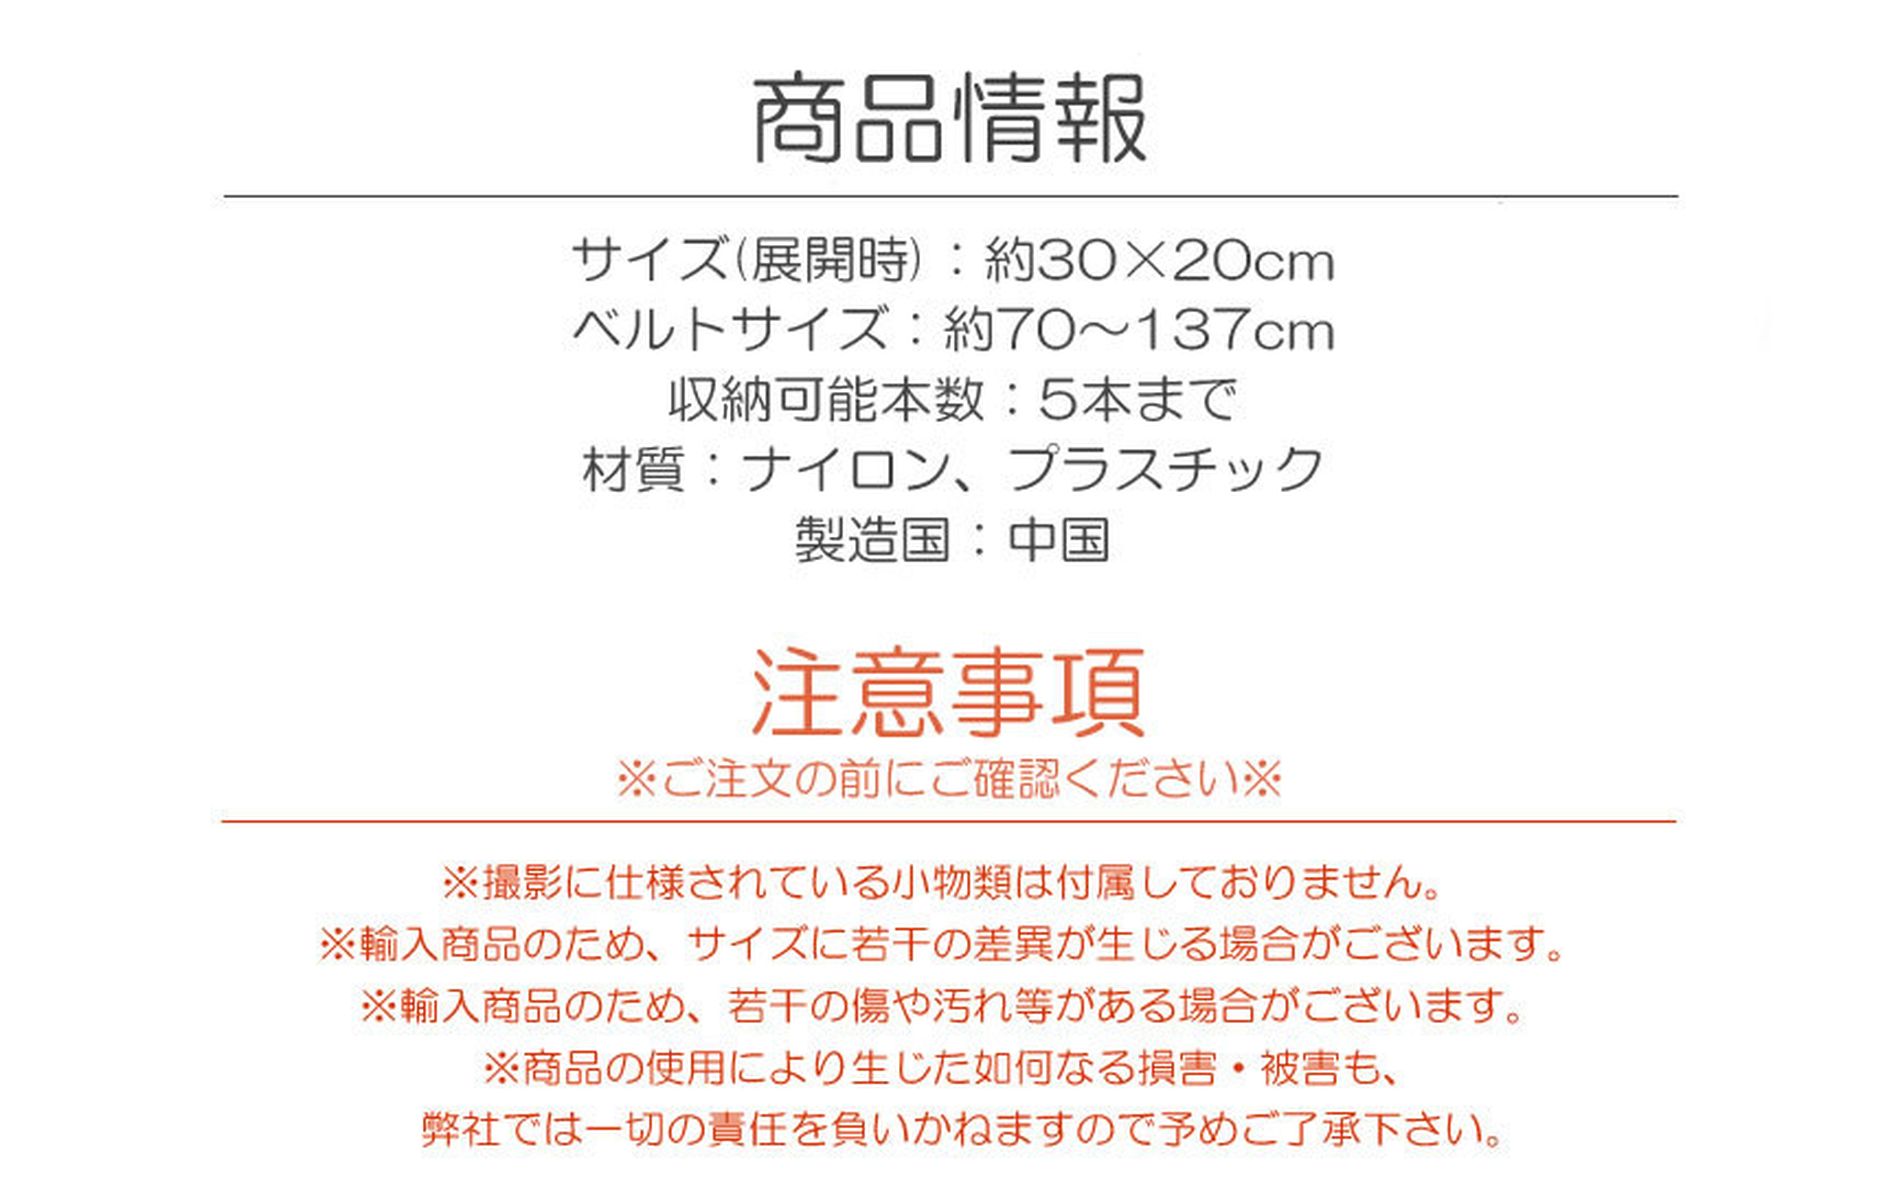 商品情報
サイズ(展開時)：約30×20cm
ベルトサイズ：約70〜137cm
収納可能本数：5本まで
材質：ナイロン、プラスチック
製造国：中国
注意事項
※ご注文の前にご確認ください※
※撮影に仕様されている小物類は付属しておりません。
※輸入商品のため、サイズに若干の差異が生じる場合がございます。
※輸入商品のため、若干の傷や汚れ等がある場合がございます。
※商品の使用により生じた如何なる損害・被害も、
弊社では一切の責任を負いかねますので予めご了承下さい。